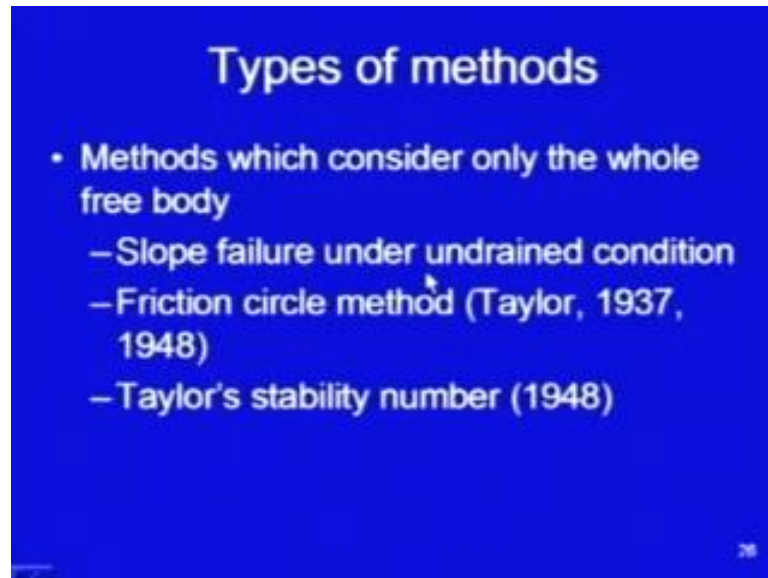 Types of methods
• Methods which consider only the whole
free body
–Slope failure under undrained condition
–Friction circle method (Taylor, 1937,
1948)
–Taylor's stability number (1948)